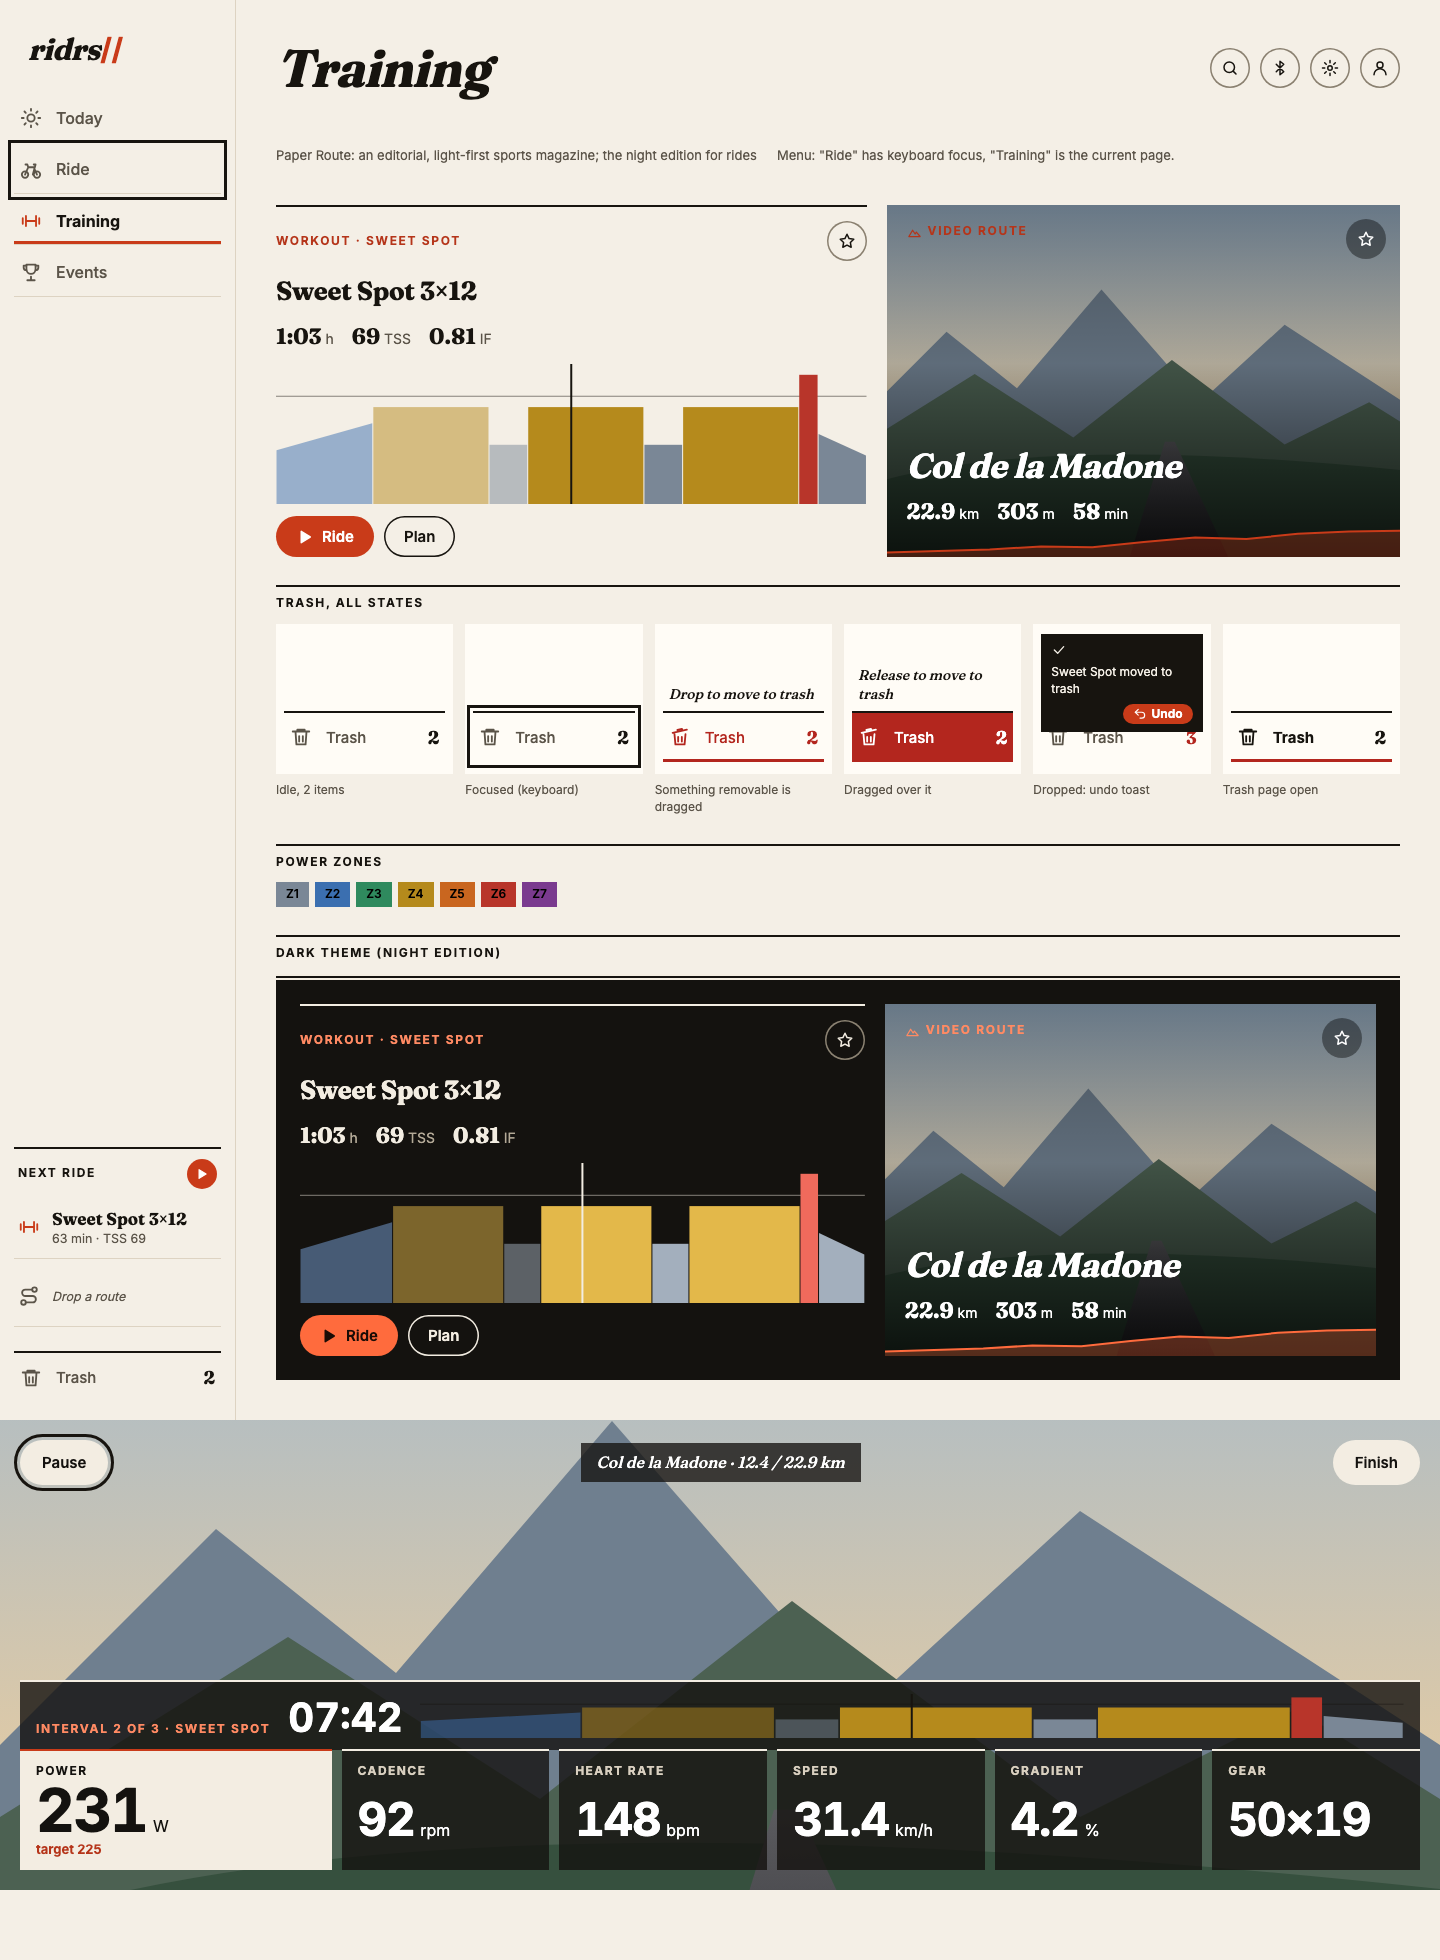 ridrs//
Today
Ride
Training
Events
Training
Paper Route: an editorial, light-first sports magazine; the night edition for rides
Menu: "Ride" has keyboard focus, "Training" is the current page.
WORKOUT · SWEET SPOT
Sweet Spot 3×12
1:03 h 69 TSS 0.81 IF
Ride
Plan
VIDEO ROUTE
Col de la Madone
22.9 km 303 m 58 min
TRASH, ALL STATES
Trash 2
Idle, 2 items
Trash 2
Focused (keyboard)
Drop to move to trash
Trash 2
Something removable is
dragged
Release to move to
trash
Trash 2
Dragged over it
Sweet Spot moved to
trash
Undo
Trash 3
Dropped: undo toast
Trash 2
Trash page open
POWER ZONES
Z1 Z2 Z3 Z4 Z5 Z6 Z7
DARK THEME (NIGHT EDITION)
WORKOUT · SWEET SPOT
Sweet Spot 3×12
1:03 h 69 TSS 0.81 IF
Ride
Plan
VIDEO ROUTE
Col de la Madone
22.9 km 303 m 58 min
NEXT RIDE
Sweet Spot 3×12
63 min · TSS 69
Drop a route
Trash 2
Pause
Col de la Madone · 12.4 / 22.9 km
Finish
INTERVAL 2 OF 3 · SWEET SPOT 07:42
POWER
231 W
target 225
CADENCE
92 rpm
HEART RATE
148 bpm
SPEED
31.4 km/h
GRADIENT
4.2 %
GEAR
50×19